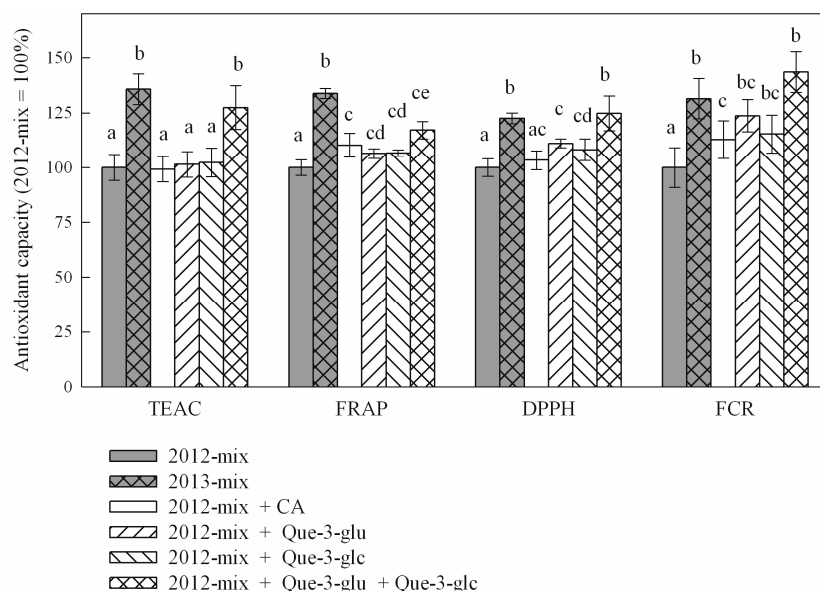 Antioxidant capacity (2012-mix = 100%)
150
125
100
75
50
25
0
a b a a a b
a b c cd cd ce
a b ac c cd b
a b c bc bc b
TEAC FRAP DPPH FCR
2012-mix
2013-mix
2012-mix + CA
2012-mix + Que-3-glu
2012-mix + Que-3-glc
2012-mix + Que-3-glu + Que-3-glc